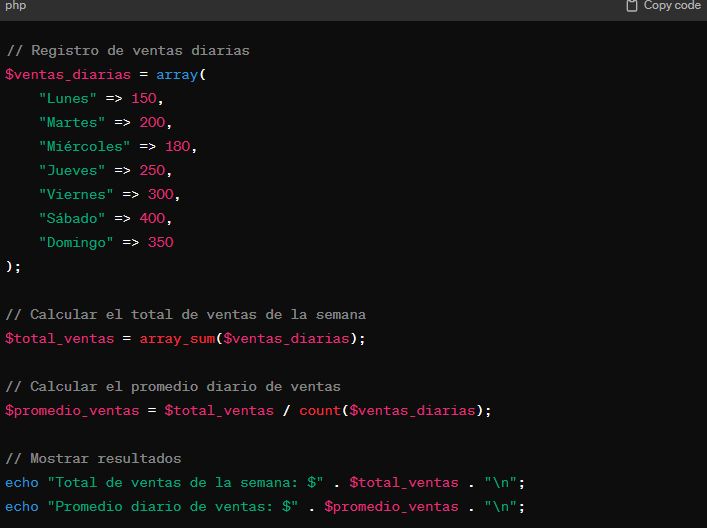 php
Copy code
// Registro de ventas diarias
$ventas_diarias = array(
    "Lunes" => 150,
    "Martes" => 200,
    "Miércoles" => 180,
    "Jueves" => 250,
    "Viernes" => 300,
    "Sábado" => 400,
    "Domingo" => 350
);
// Calcular el total de ventas de la semana
$total_ventas = array_sum($ventas_diarias);
// Calcular el promedio diario de ventas
$promedio_ventas = $total_ventas / count($ventas_diarias);
// Mostrar resultados
echo "Total de ventas de la semana: $" . $total_ventas . "\n";
echo "Promedio diario de ventas: $" . $promedio_ventas . "\n";